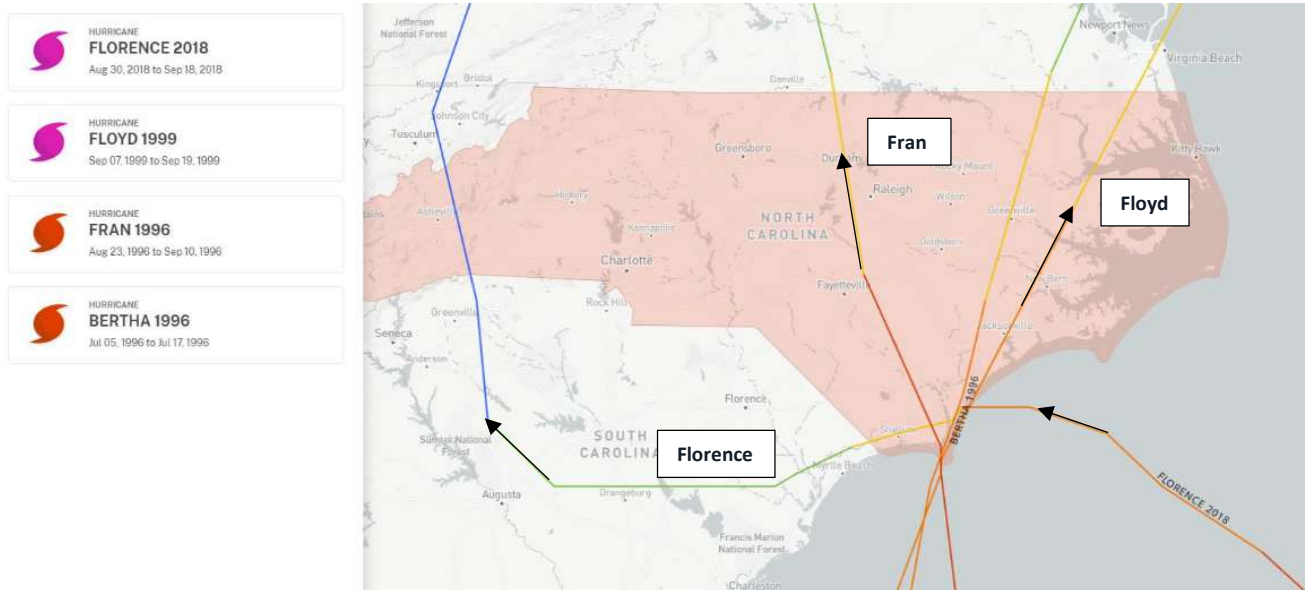 HURRICANE
FLORENCE 2018
Aug 30, 2018 to Sep 18, 2018
HURRICANE
FLOYD 1999
Sep 07, 1999 to Sep 19, 1999
HURRICANE
FRAN 1996
Aug 23, 1996 to Sep 10, 1996
HURRICANE
BERTHA 1996
Jul 05, 1996 to Jul 17, 1996
Jefferson
National Forest
Newport News
Virginia Beach
Kingsport
Bristol
Danville
Johnson City
Tusculum
Fran
Greensboro
Durham
Kitty Hawk
Rocky Mount
Hickory
Raleigh
Wilson
Floyd
Asheville
NORTH
CAROLINA
Greenville
Kannapolis
Goldsboro
Charlotte
Fayetteville
New Bern
Rock Hill
Greenville
Jacksonville
Seneca
Anderson
BERTHA 1996
Florence
Shallotte
Sumter National
Forest
SOUTH
CAROLINA
Florence
Myrtle Beach
FLORENCE 2018
Augusta
Orangeburg
Francis Marion
National Forest
Charleston